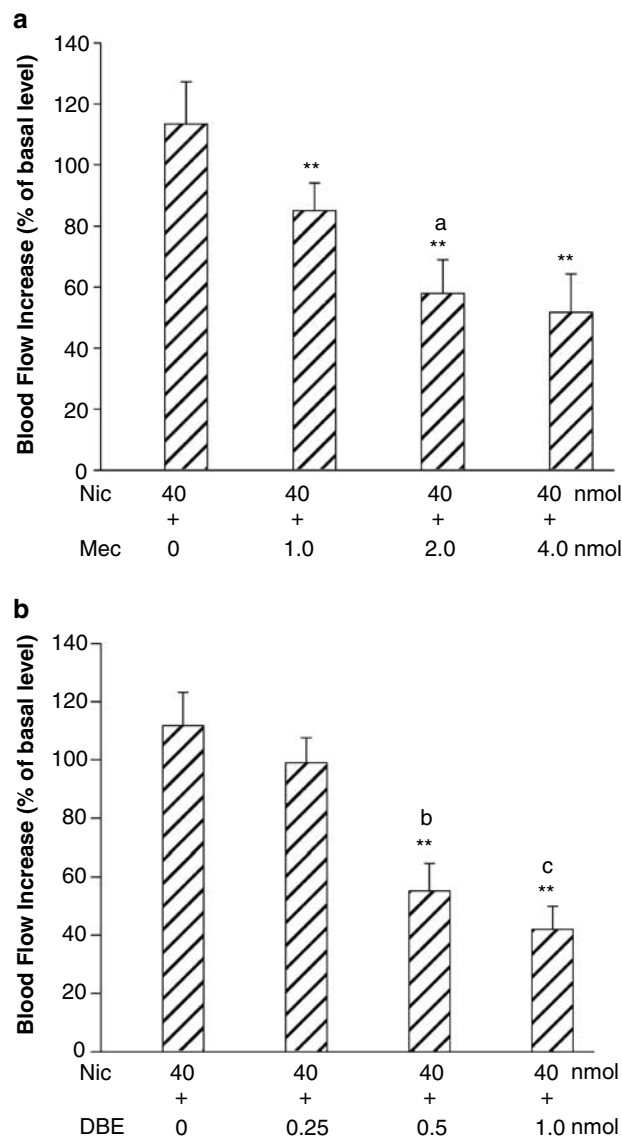 a
Blood Flow Increase (% of basal level)
140
120
100
80
60
40
20
0
**
a
**
**
Nic 40 40 40 40 nmol
+ + + +
Mec 0 1.0 2.0 4.0 nmol
b
Blood Flow Increase (% of basal level)
140
120
100
80
60
40
20
0
b
**
c
**
Nic 40 40 40 40 nmol
+ + + +
DBE 0 0.25 0.5 1.0 nmol